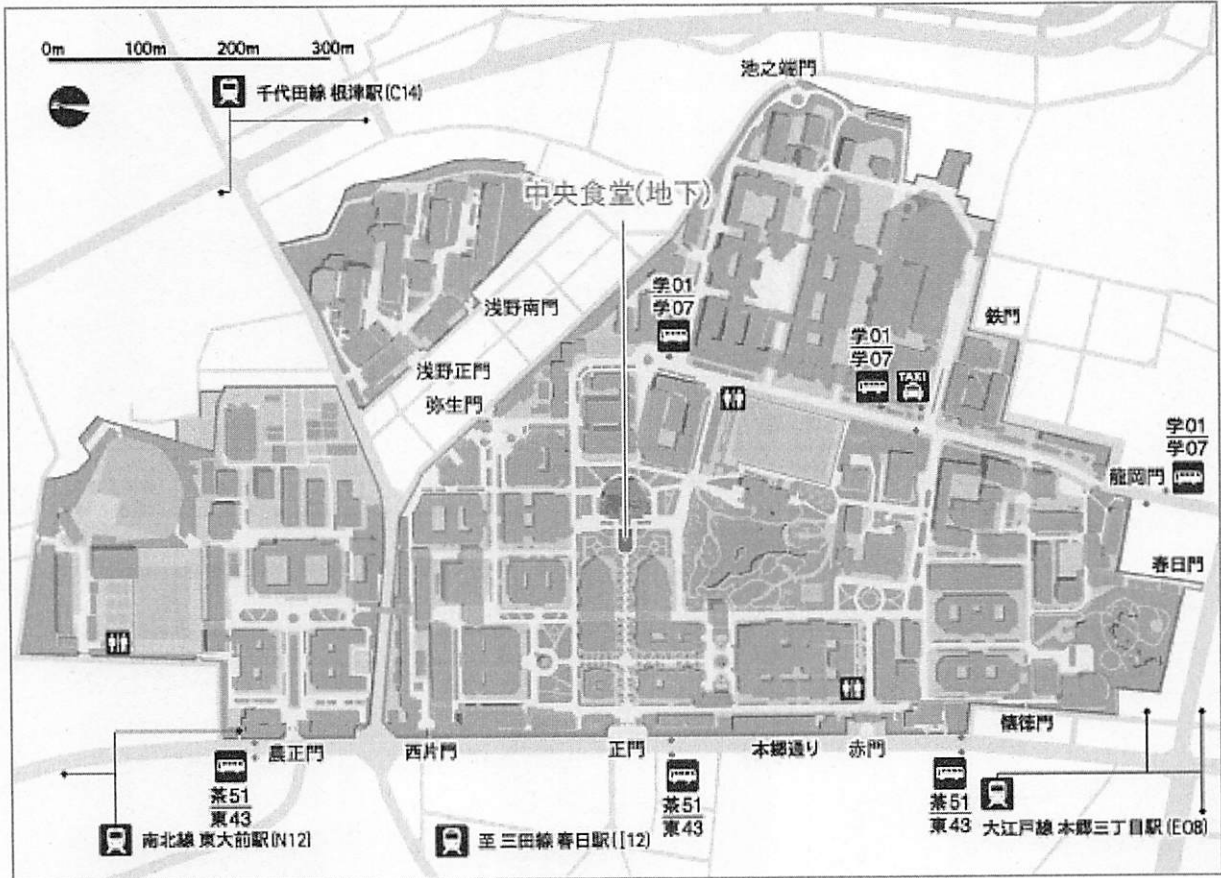 0m 100m 200m 300m
池之端門
千代田線 根津駅(C14)
中央食堂(地下)
浅野南門
学01
学07
鉄門
学01
学07
TAXI
浅野正門
弥生門
学01
学07
龍岡門
春日門
懐徳門
農正門
西片門
正門
本郷通り
赤門
茶51
東43
茶51
東43
茶51
東43
南北線 東大前駅(N12)
至 三田線 春日駅(I12)
大江戸線 本郷三丁目駅(E08)